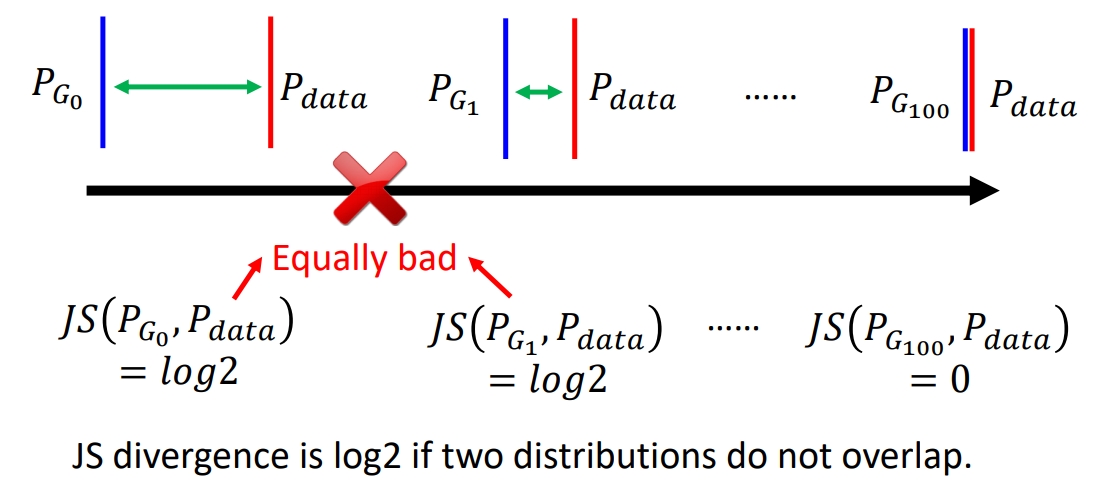 P_{G_0} P_{data} P_{G_1} P_{data} ...... P_{G_{100}} P_{data}
Equally bad
JS(P_{G_0}, P_{data}) JS(P_{G_1}, P_{data}) ...... JS(P_{G_{100}}, P_{data})
= log2 = log2 = 0
JS divergence is log2 if two distributions do not overlap.